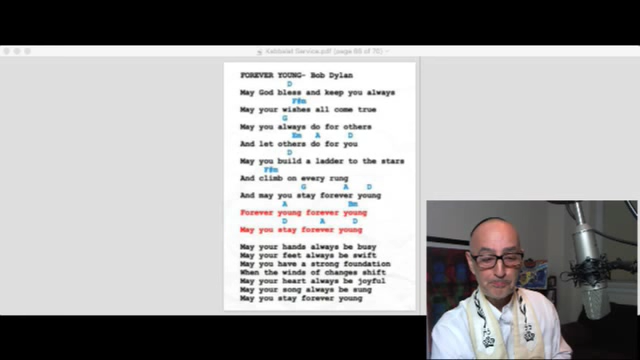 Kabbalat Service.pdf (page 69 of 70)
FOREVER YOUNG- Bob Dylan
D
May God bless and keep you always
F#m
May your wishes all come true
G
May you always do for others
Em A D
And let others do for you
D
May you build a ladder to the stars
F#m
And climb on every rung
G A D
And may you stay forever young
A Bm
Forever young forever young
D A D
May you stay forever young
May your hands always be busy
May your feet always be swift
May you have a strong foundation
When the winds of changes shift
May your heart always be joyful
May your song always be sung
May you stay forever young